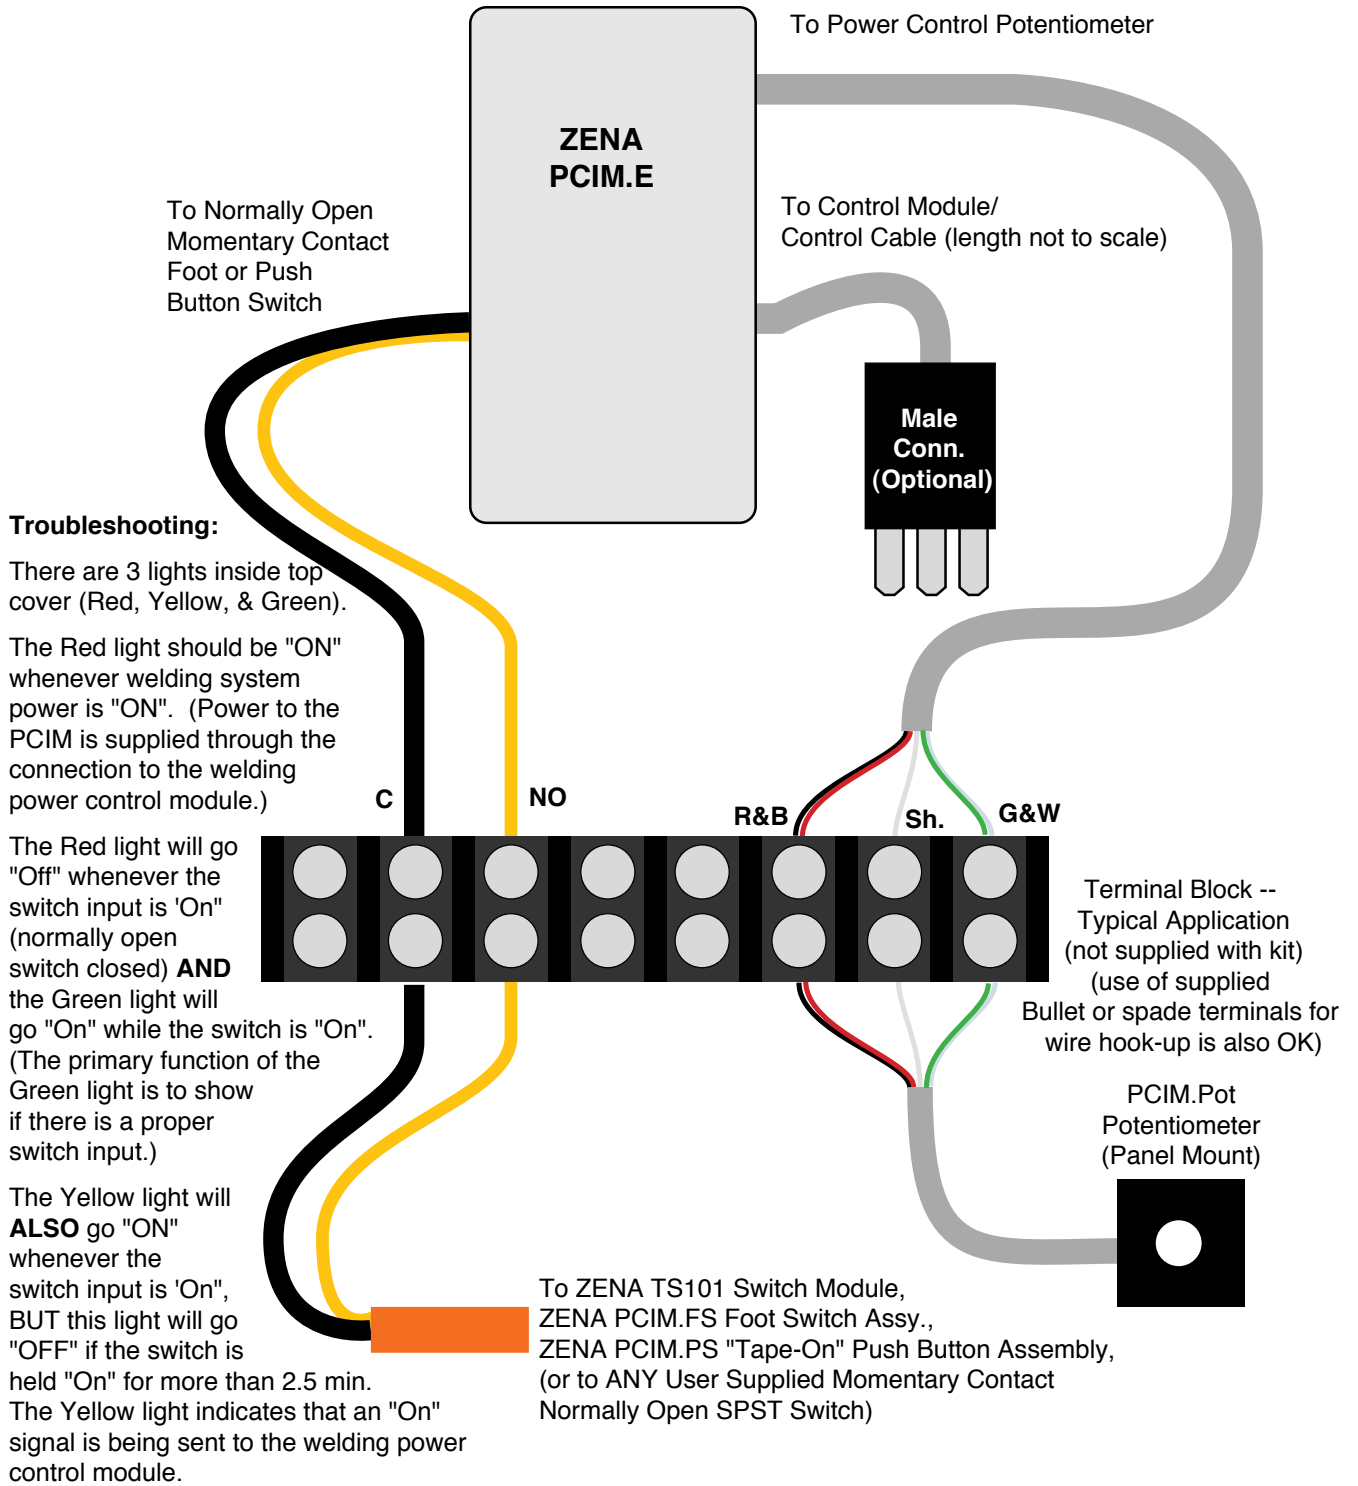 To Power Control Potentiometer
ZENA
PCIM.E
To Normally Open
Momentary Contact
Foot or Push
Button Switch
To Control Module/
Control Cable (length not to scale)
Male
Conn.
(Optional)
Troubleshooting:
There are 3 lights inside top
cover (Red, Yellow, & Green).
The Red light should be "ON"
whenever welding system
power is "ON".  (Power to the
PCIM is supplied through the
connection to the welding
power control module.)
The Red light will go
"Off" whenever the
switch input is 'On"
(normally open
switch closed) AND
the Green light will
go "On" while the switch is "On".
(The primary function of the
Green light is to show
if there is a proper
switch input.)
The Yellow light will
ALSO go "ON"
whenever the
switch input is 'On",
BUT this light will go
"OFF" if the switch is
held "On" for more than 2.5 min.
The Yellow light indicates that an "On"
signal is being sent to the welding power
control module.
C
NO
R&B
Sh.
G&W
Terminal Block --
Typical Application
(not supplied with kit)
(use of supplied
Bullet or spade terminals for
wire hook-up is also OK)
PCIM.Pot
Potentiometer
(Panel Mount)
To ZENA TS101 Switch Module,
ZENA PCIM.FS Foot Switch Assy.,
ZENA PCIM.PS "Tape-On" Push Button Assembly,
(or to ANY User Supplied Momentary Contact
Normally Open SPST Switch)